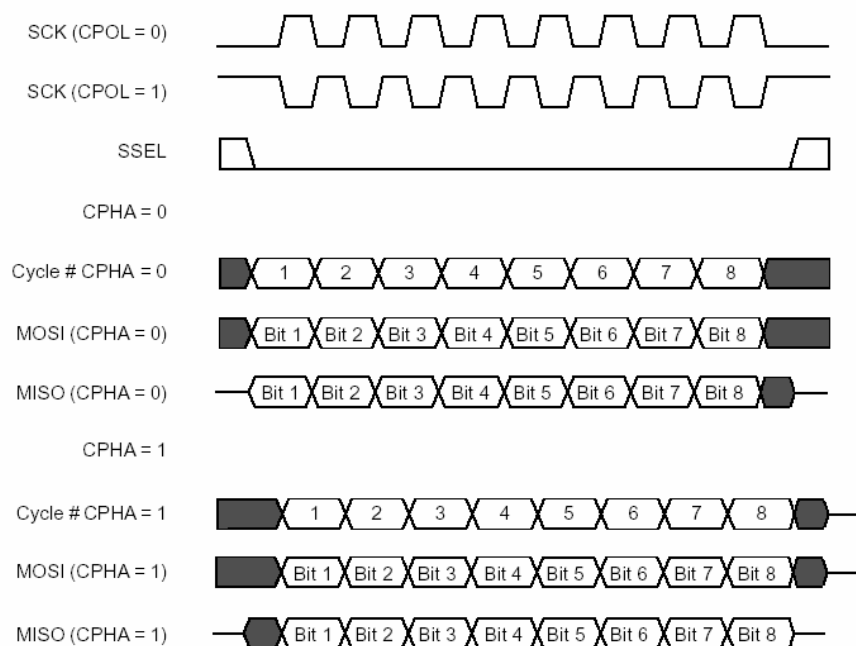 SCK (CPOL = 0)
SCK (CPOL = 1)
SSEL
CPHA = 0
Cycle # CPHA = 0 1 2 3 4 5 6 7 8
MOSI (CPHA = 0) Bit 1 Bit 2 Bit 3 Bit 4 Bit 5 Bit 6 Bit 7 Bit 8
MISO (CPHA = 0) Bit 1 Bit 2 Bit 3 Bit 4 Bit 5 Bit 6 Bit 7 Bit 8
CPHA = 1
Cycle # CPHA = 1 1 2 3 4 5 6 7 8
MOSI (CPHA = 1) Bit 1 Bit 2 Bit 3 Bit 4 Bit 5 Bit 6 Bit 7 Bit 8
MISO (CPHA = 1) Bit 1 Bit 2 Bit 3 Bit 4 Bit 5 Bit 6 Bit 7 Bit 8